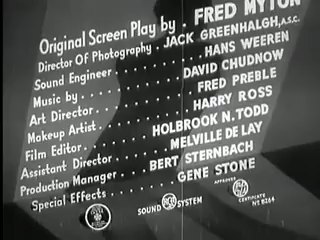 Original Screen Play by . FRED MYTON
Director Of Photography . JACK GREENHALGH, A.S.C.
Sound Engineer . . . . . . . . HANS WEEREN
Music by . . . . . . . . . . DAVID CHUDNOW
Art Director . . . . . . . . . . FRED PREBLE
Makeup Artist . . . . . . . . . HARRY ROSS
Film Editor . . . . . . . HOLBROOK N. TODD
Assistant Director . . . . . MELVILLE DE LAY
Production Manager . . . . BERT STERNBACH
Special Effects . . . . . . . . GENE STONE
SOUND RCA SYSTEM
APPROVED
CERTIFICATE
Nº 8264